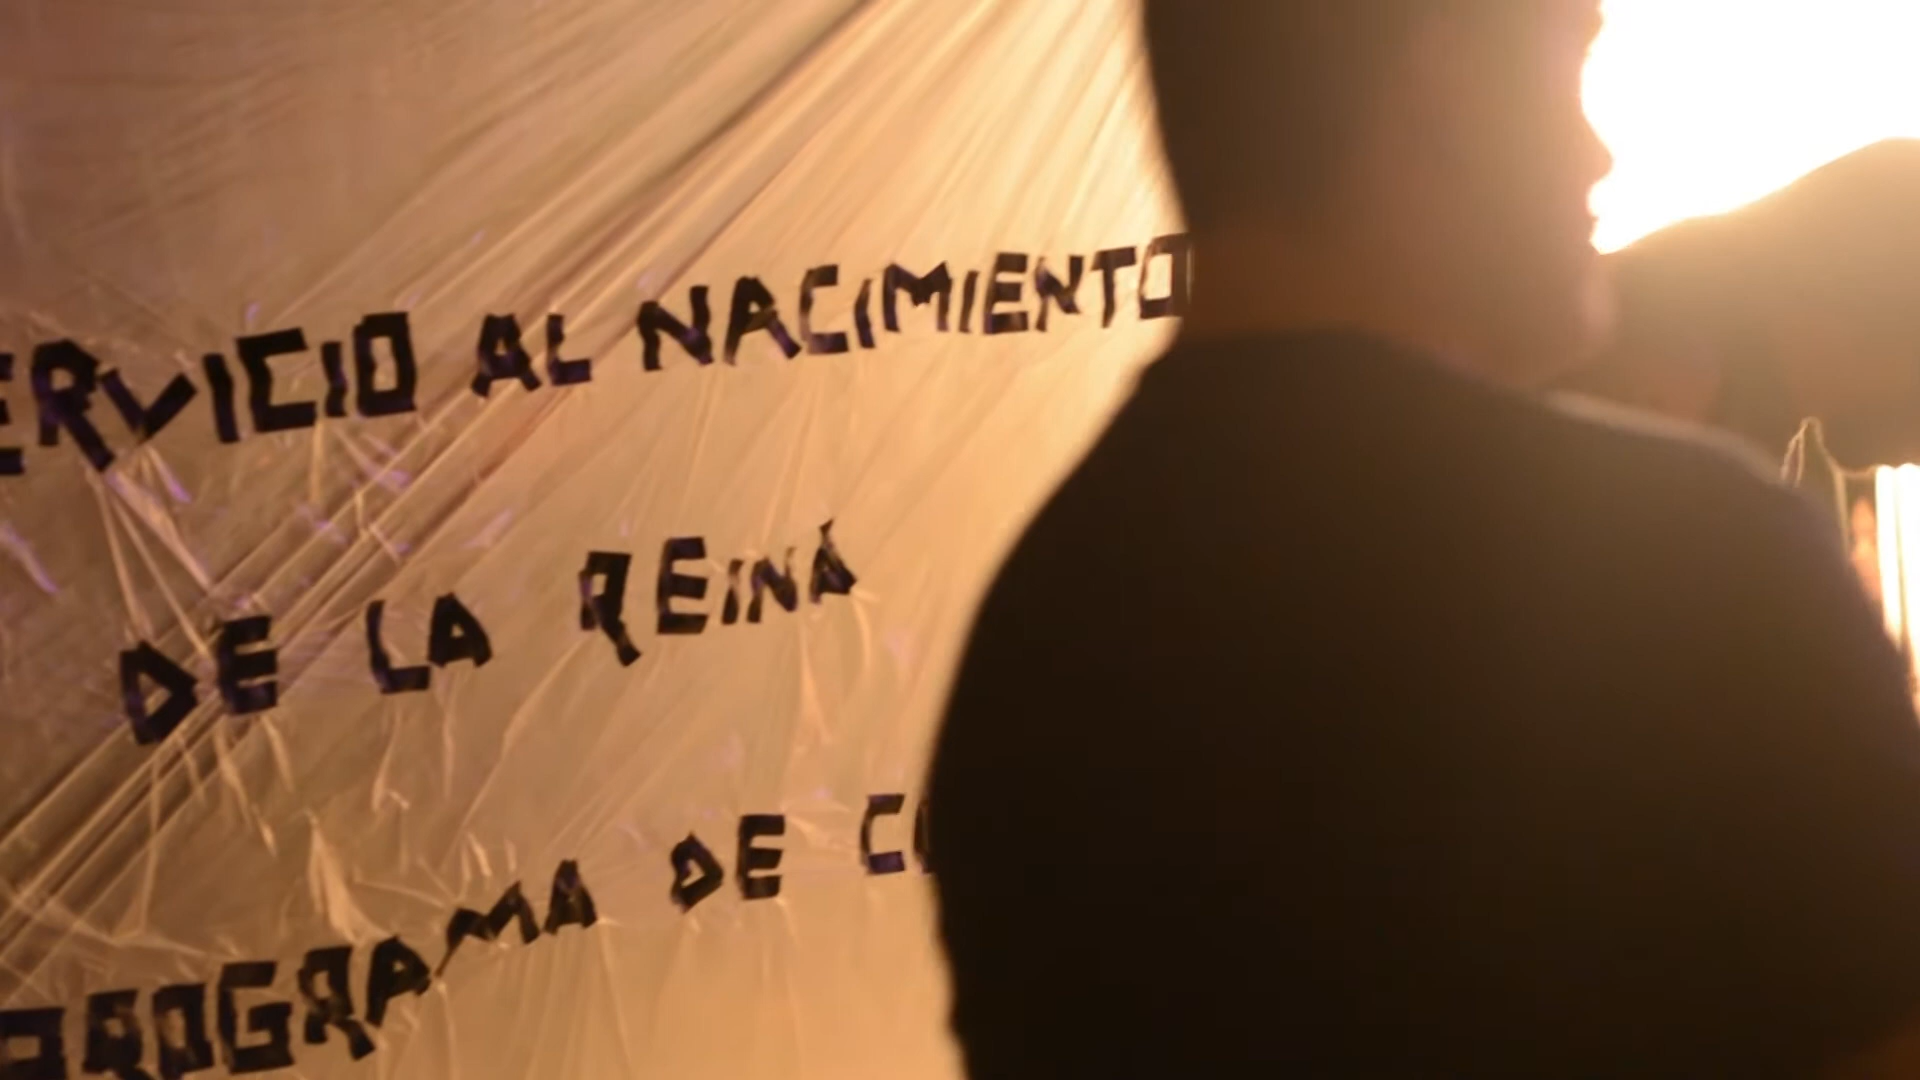 ERVICIO AL NACIMIENTO
DE LA REINA
PROGRAMA DE